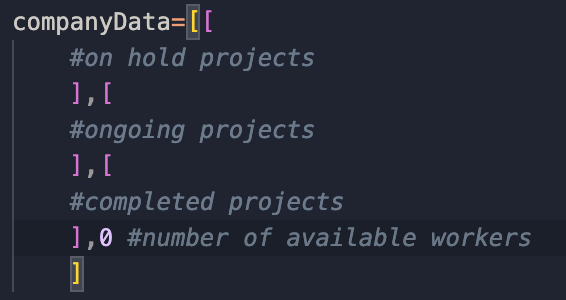 companyData=[[
#on hold projects
],[
#ongoing projects
],[
#completed projects
],0 #number of available workers
]